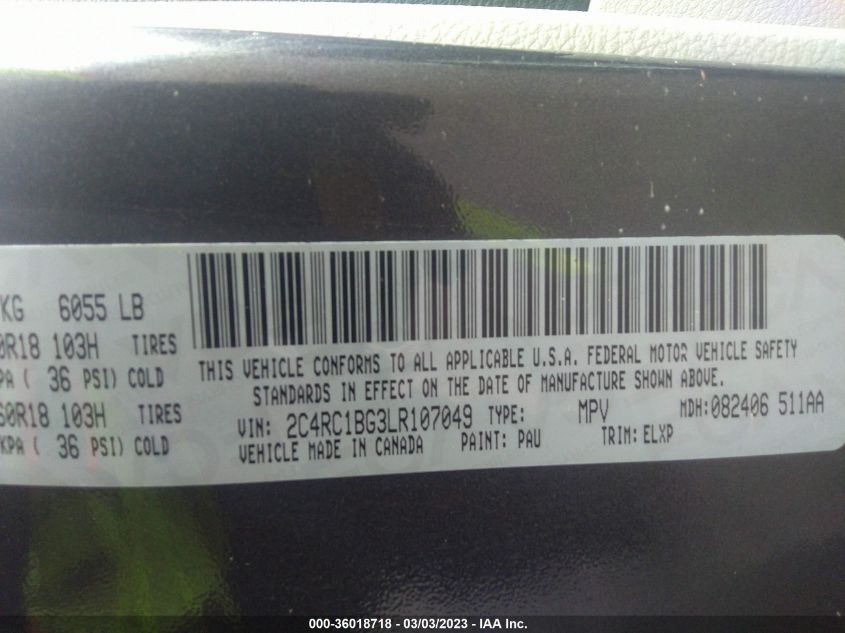 KG 6055 LB
0R18 103H TIRES
PA ( 36 PSI) COLD
60R18 103H TIRES
KPA ( 36 PSI) COLD
THIS VEHICLE CONFORMS TO ALL APPLICABLE U.S.A. FEDERAL MOTOR VEHICLE SAFETY
STANDARDS IN EFFECT ON THE DATE OF MANUFACTURE SHOWN ABOVE.
VIN: 2C4RC1BG3LR107049 TYPE: MPV MDH:082406 511AA
VEHICLE MADE IN CANADA PAINT: PAU TRIM: ELXP
000-36018718 - 03/03/2023 - IAA Inc.